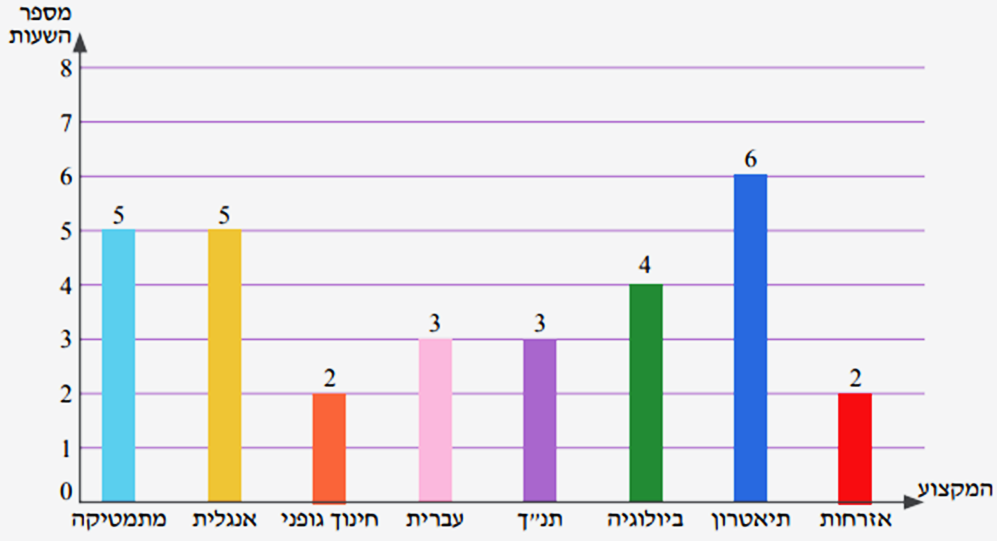 מספר
השעות
8
7
6
5
4
3
2
1
0
5
5
2
3
3
4
6
2
מתמטיקה
אנגלית
חינוך גופני
עברית
תנ״ך
ביולוגיה
תיאטרון
אזרחות
המקצוע